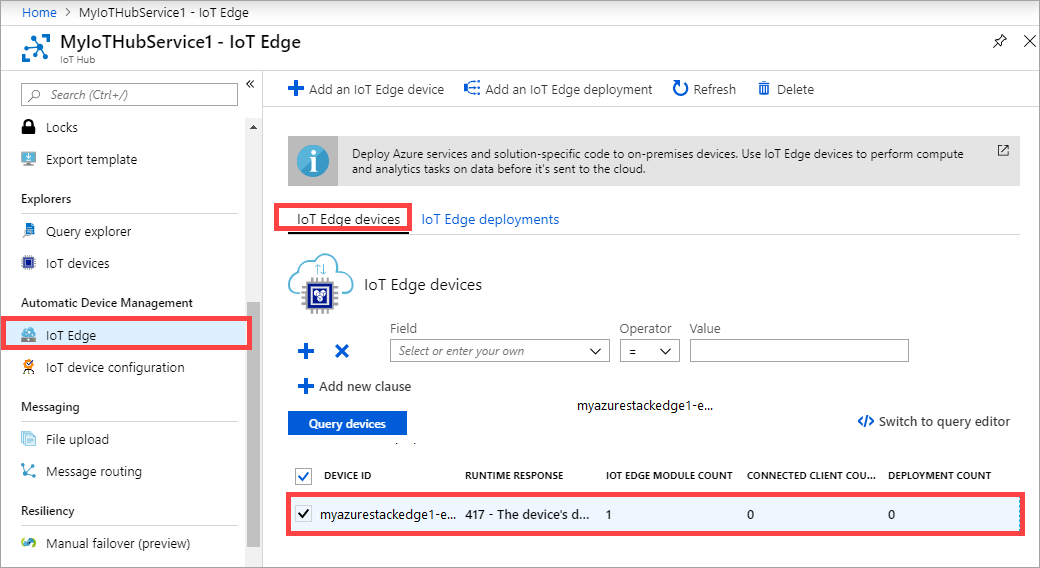 Home > MyIoTHubService1 - IoT Edge
MyIoTHubService1 - IoT Edge
IoT Hub
Search (Ctrl+/)
Locks
Export template
Explorers
Query explorer
IoT devices
Automatic Device Management
IoT Edge
IoT device configuration
Messaging
File upload
Message routing
Resiliency
Manual failover (preview)
Add an IoT Edge device Add an IoT Edge deployment Refresh Delete
Deploy Azure services and solution-specific code to on-premises devices. Use IoT Edge devices to perform compute
and analytics tasks on data before it's sent to the cloud.
IoT Edge devices IoT Edge deployments
IoT Edge devices
Field Operator Value
Select or enter your own =
Add new clause
myazurestackedge1-e...
Query devices Switch to query editor
DEVICE ID RUNTIME RESPONSE IOT EDGE MODULE COUNT CONNECTED CLIENT COU... DEPLOYMENT COUNT
myazurestackedge1-e... 417 - The device's d... 1 0 0